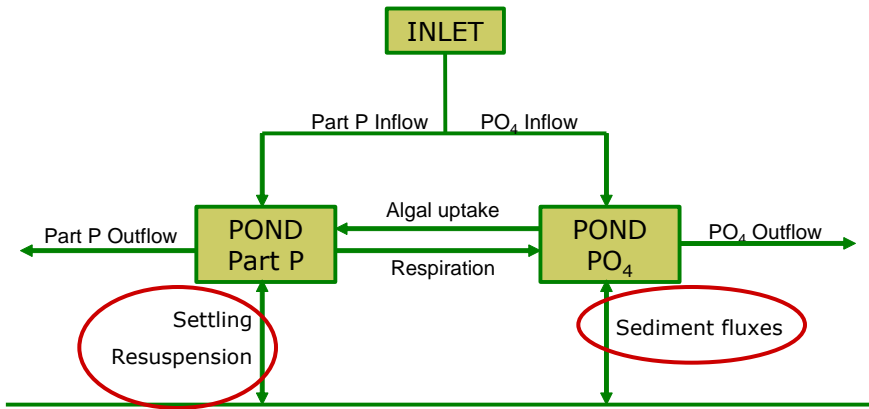 INLET
Part P Inflow
PO₄ Inflow
Algal uptake
Part P Outflow
POND
Part P
POND
PO₄
PO₄ Outflow
Respiration
Settling
Resuspension
Sediment fluxes